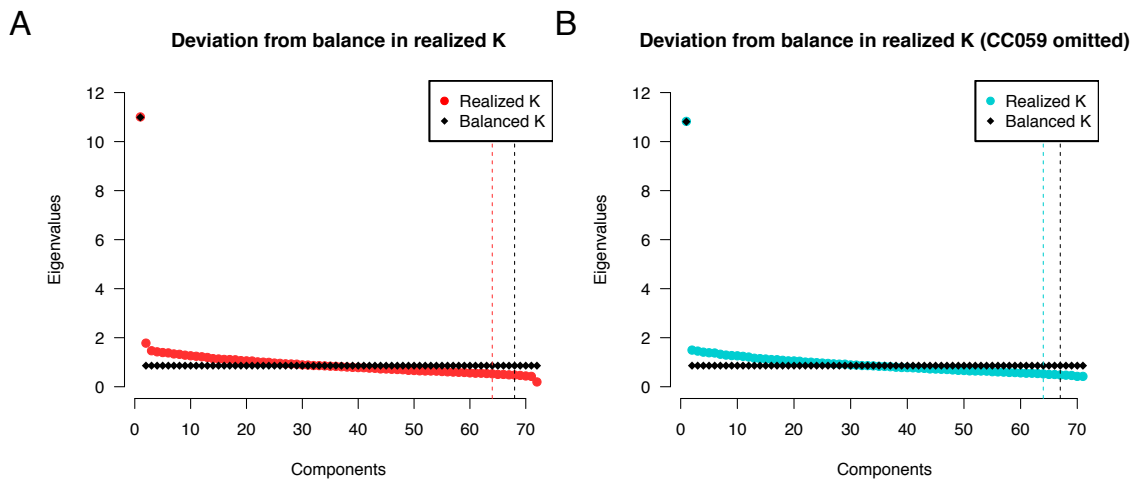 A
Deviation from balance in realized K
Realized K
Balanced K
12
10
8
6
4
2
0
Eigenvalues
0 10 20 30 40 50 60 70
Components
B
Deviation from balance in realized K (CC059 omitted)
Realized K
Balanced K
12
10
8
6
4
2
0
Eigenvalues
0 10 20 30 40 50 60 70
Components